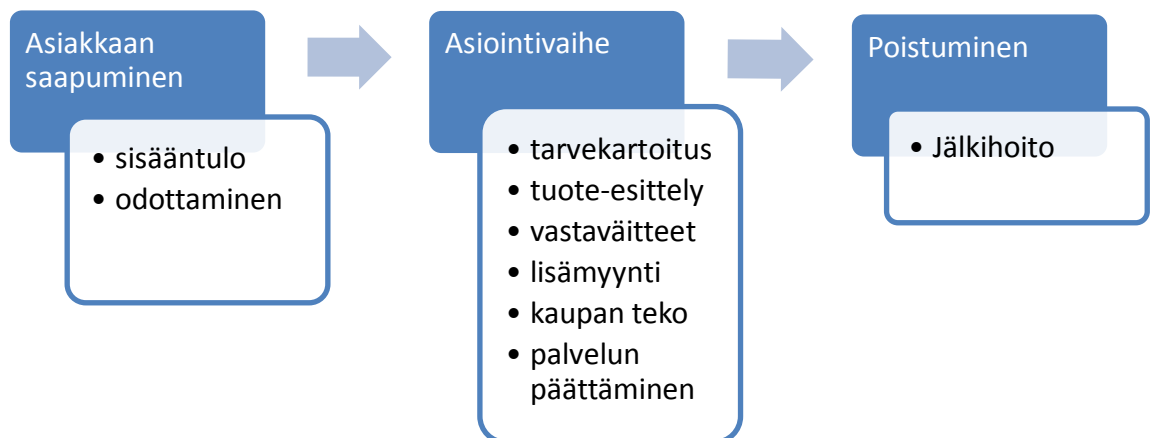 Asiakkaan
saapuminen
• sisääntulo
• odottaminen
Asiointivaihe
• tarvekartoitus
• tuote-esittely
• vastaväitteet
• lisämyynti
• kaupan teko
• palvelun
päättäminen
Poistuminen
• Jälkihoito